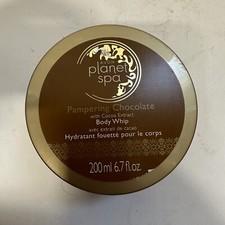 AVON
planet
spa
Pampering Chocolate
with Cocoa Extract
Body Whip
avec extrait de cacao
Hydratant fouetté pour le corps
200 ml 6.7 fl.oz.